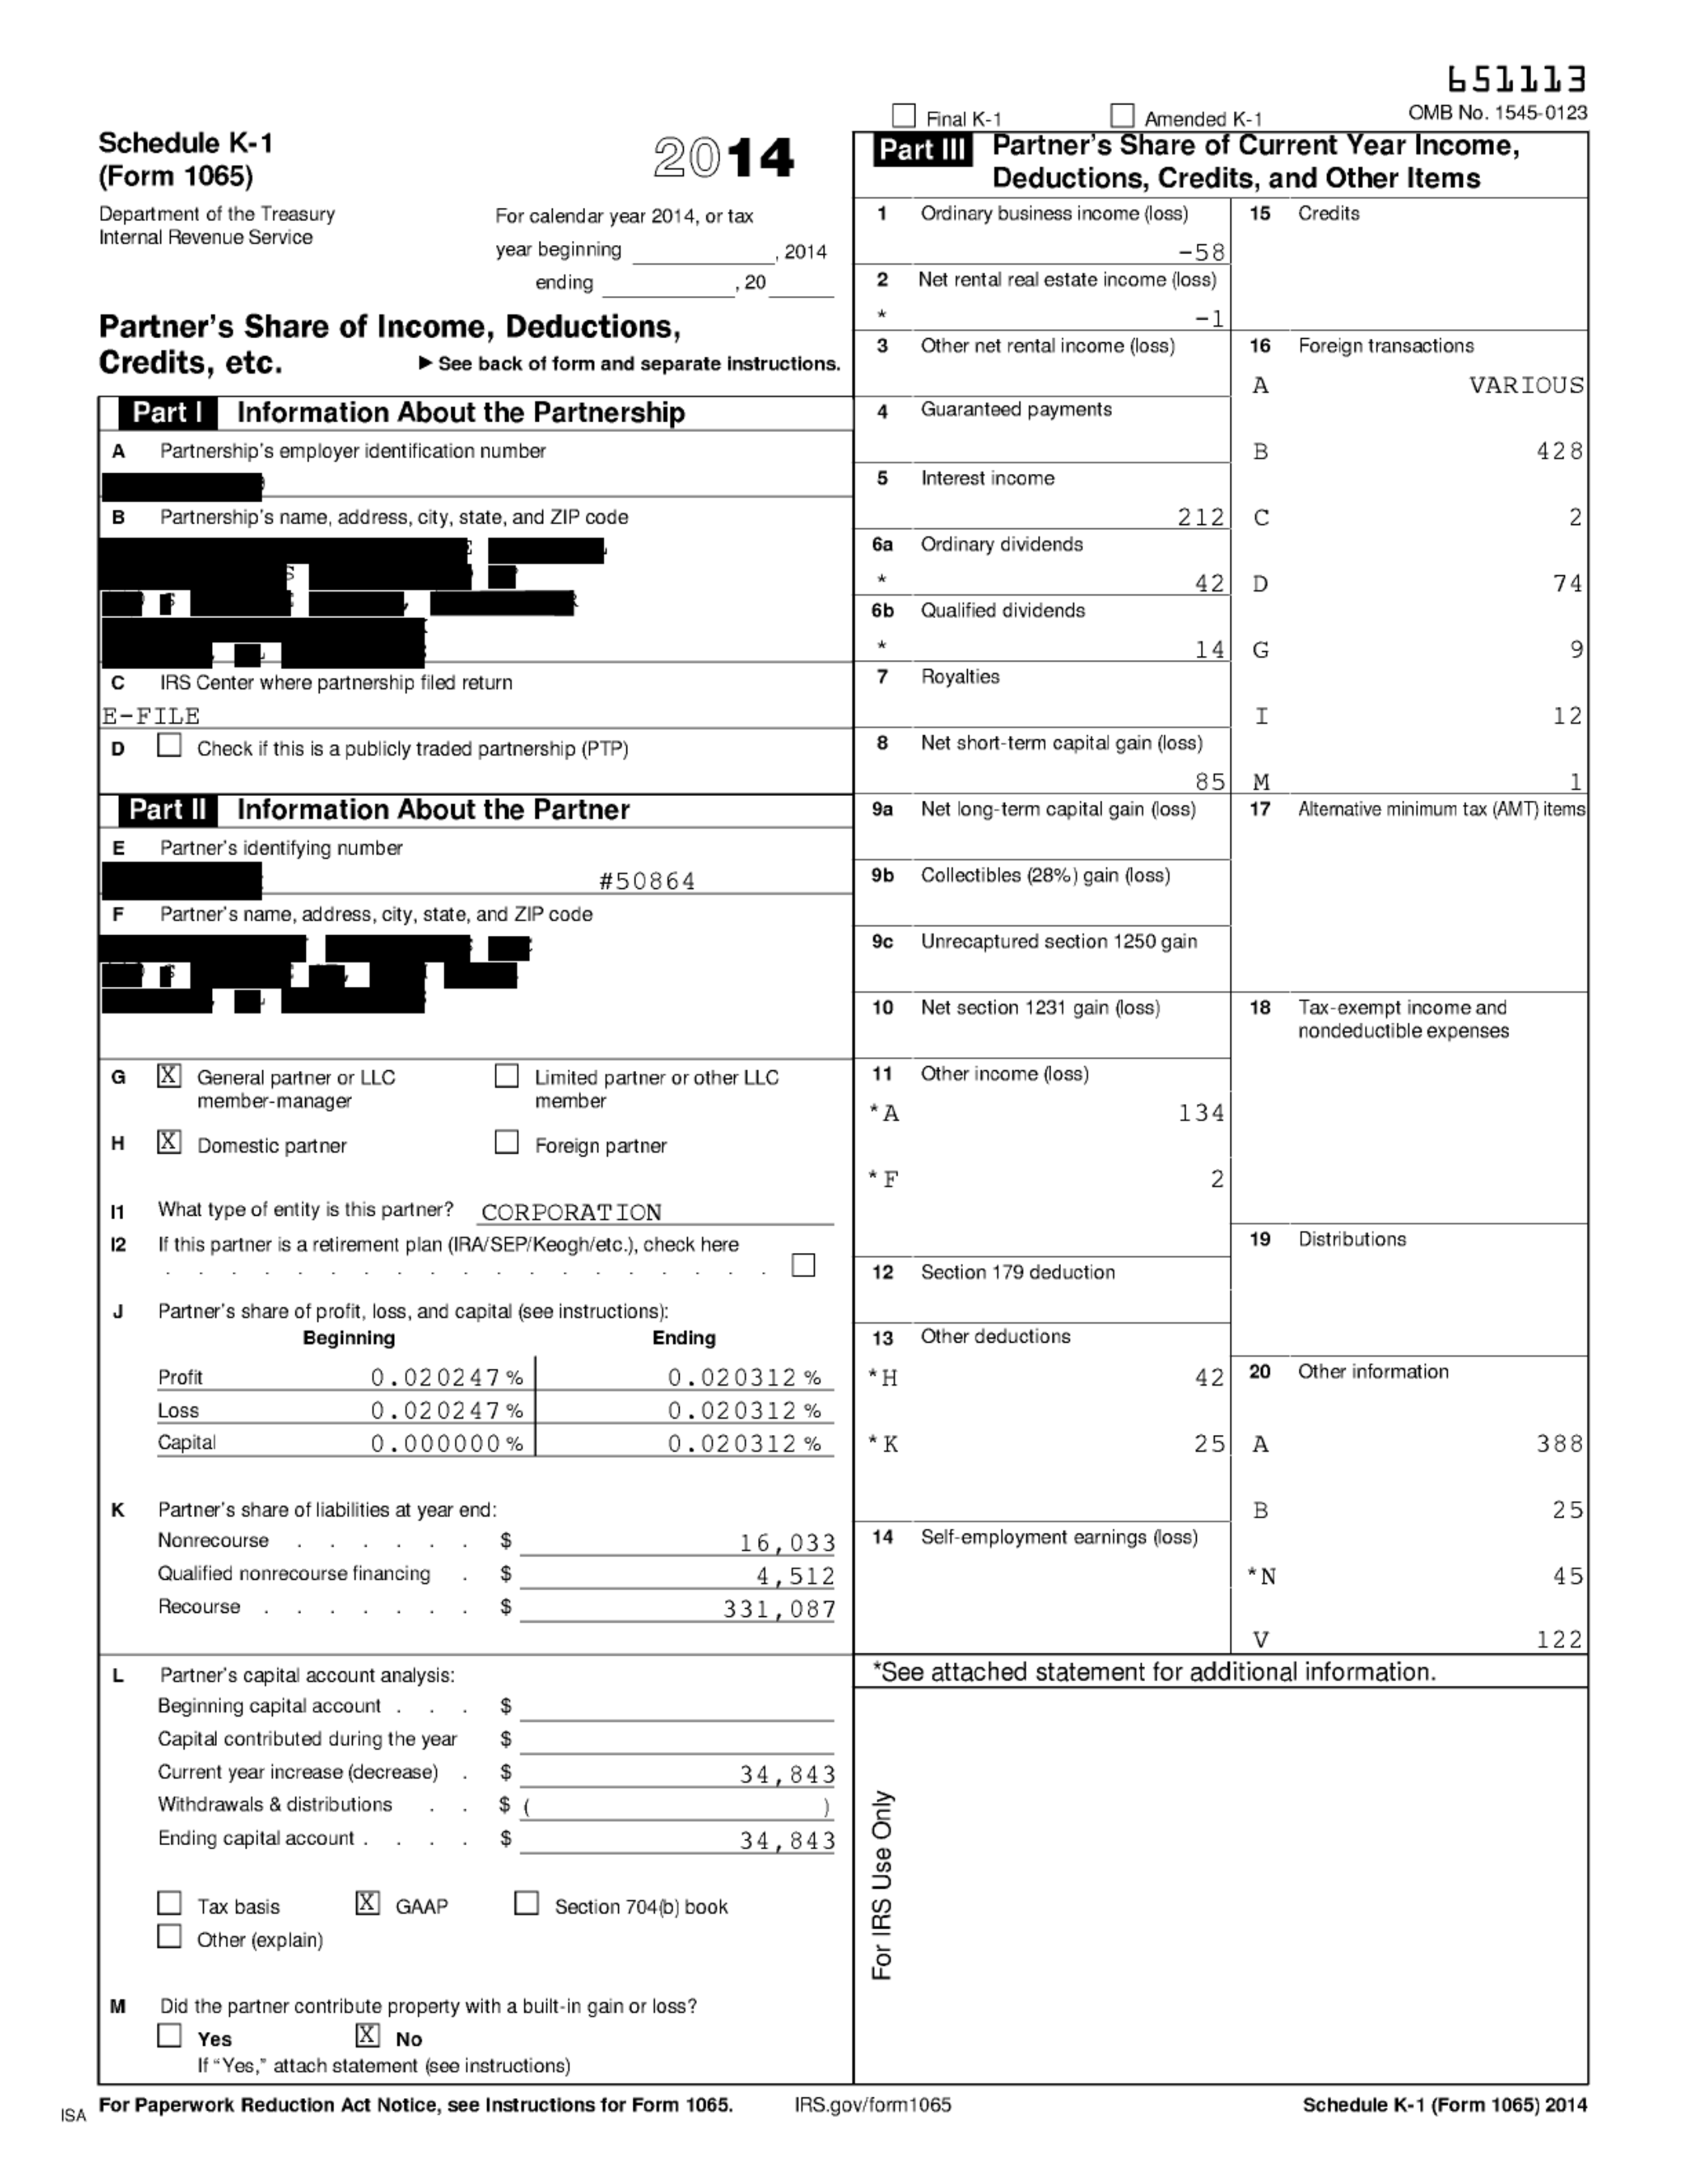 651113
Final K-1 Amended K-1 OMB No. 1545-0123
Schedule K-1
(Form 1065)
2014
Department of the Treasury
Internal Revenue Service
For calendar year 2014, or tax
year beginning , 2014
ending , 20
Partner's Share of Income, Deductions,
Credits, etc. ► See back of form and separate instructions.
Part I Information About the Partnership
A Partnership's employer identification number
B Partnership's name, address, city, state, and ZIP code
C IRS Center where partnership filed return
E-FILE
D Check if this is a publicly traded partnership (PTP)
Part II Information About the Partner
E Partner's identifying number
#50864
F Partner's name, address, city, state, and ZIP code
G X General partner or LLC member-manager
Limited partner or other LLC member
H X Domestic partner Foreign partner
I1 What type of entity is this partner? CORPORATION
I2 If this partner is a retirement plan (IRA/SEP/Keogh/etc.), check here
. . . . . . . . . . . . . . . . . . .
J Partner's share of profit, loss, and capital (see instructions):
Beginning Ending
Profit 0.020247 % 0.020312 %
Loss 0.020247 % 0.020312 %
Capital 0.000000 % 0.020312 %
K Partner's share of liabilities at year end:
Nonrecourse . . . . . . $ 16,033
Qualified nonrecourse financing . $ 4,512
Recourse . . . . . . . $ 331,087
L Partner's capital account analysis:
Beginning capital account . . . $
Capital contributed during the year $
Current year increase (decrease) . $ 34,843
Withdrawals & distributions . . $ ( )
Ending capital account . . . . $ 34,843
Tax basis X GAAP Section 704(b) book
Other (explain)
M Did the partner contribute property with a built-in gain or loss?
Yes X No
If "Yes," attach statement (see instructions)
Part III Partner's Share of Current Year Income,
Deductions, Credits, and Other Items
1 Ordinary business income (loss)
-58
2 Net rental real estate income (loss)
* -1
3 Other net rental income (loss)
4 Guaranteed payments
5 Interest income
212
6a Ordinary dividends
* 42
6b Qualified dividends
* 14
7 Royalties
8 Net short-term capital gain (loss)
85
9a Net long-term capital gain (loss)
9b Collectibles (28%) gain (loss)
9c Unrecaptured section 1250 gain
10 Net section 1231 gain (loss)
11 Other income (loss)
*A 134
*F 2
12 Section 179 deduction
13 Other deductions
*H 42
*K 25
14 Self-employment earnings (loss)
15 Credits
16 Foreign transactions
A VARIOUS
B 428
C 2
D 74
G 9
I 12
M 1
17 Alternative minimum tax (AMT) items
18 Tax-exempt income and
nondeductible expenses
19 Distributions
20 Other information
A 388
B 25
*N 45
V 122
*See attached statement for additional information.
For IRS Use Only
ISA For Paperwork Reduction Act Notice, see Instructions for Form 1065. IRS.gov/form1065 Schedule K-1 (Form 1065) 2014